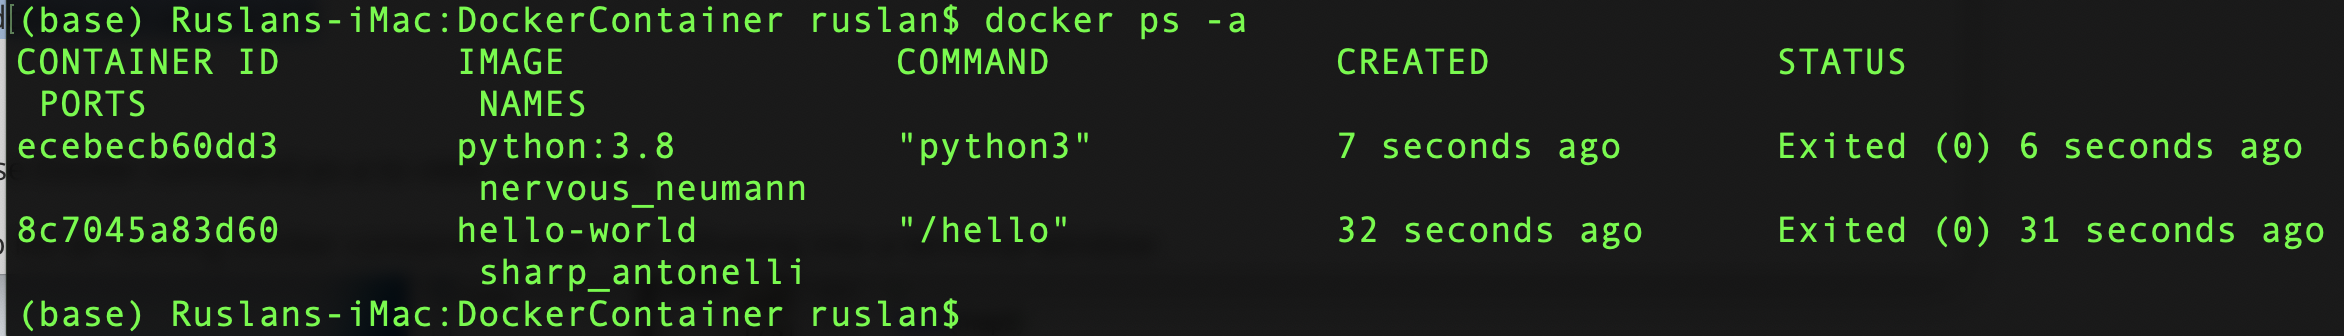 (base) Ruslans-iMac:DockerContainer ruslan$ docker ps -a
CONTAINER ID IMAGE COMMAND CREATED STATUS
PORTS NAMES
ecebecb60dd3 python:3.8 "python3" 7 seconds ago Exited (0) 6 seconds ago
nervous_neumann
8c7045a83d60 hello-world "/hello" 32 seconds ago Exited (0) 31 seconds ago
sharp_antonelli
(base) Ruslans-iMac:DockerContainer ruslan$